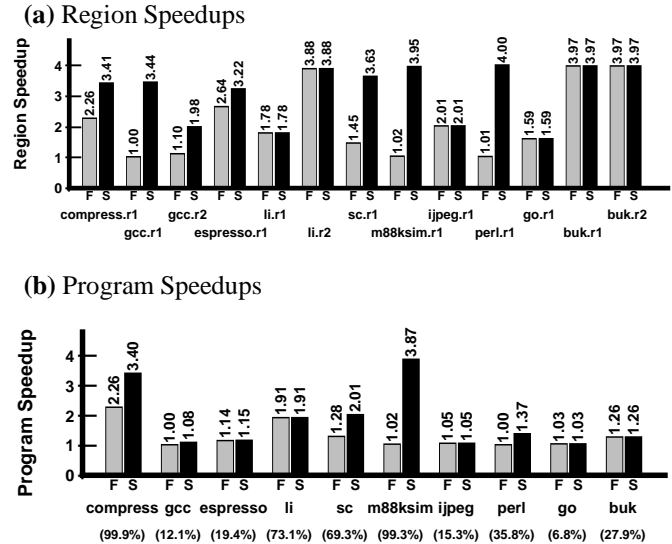 (a) Region Speedups
Region Speedup
4
3
2
1
0
2.26 3.41 1.00 3.44 1.10 1.98 2.64 3.22 1.78 1.78 3.88 3.88 1.45 3.63 1.02 3.95 2.01 2.01 1.01 4.00 1.59 1.59 3.97 3.97 3.97 3.97
F S F S F S F S F S F S F S F S F S F S F S F S F S
compress.r1 gcc.r2 li.r1 sc.r1 ijpeg.r1 go.r1 buk.r2
gcc.r1 espresso.r1 li.r2 m88ksim.r1 perl.r1 buk.r1
(b) Program Speedups
Program Speedup
4
3
2
1
0
2.26 3.40 1.00 1.08 1.14 1.15 1.91 1.91 1.28 2.01 1.02 3.87 1.05 1.05 1.00 1.37 1.03 1.03 1.26 1.26
F S F S F S F S F S F S F S F S F S F S
compress gcc espresso li sc m88ksim ijpeg perl go buk
(99.9%) (12.1%) (19.4%) (73.1%) (69.3%) (99.3%) (15.3%) (35.8%) (6.8%) (27.9%)